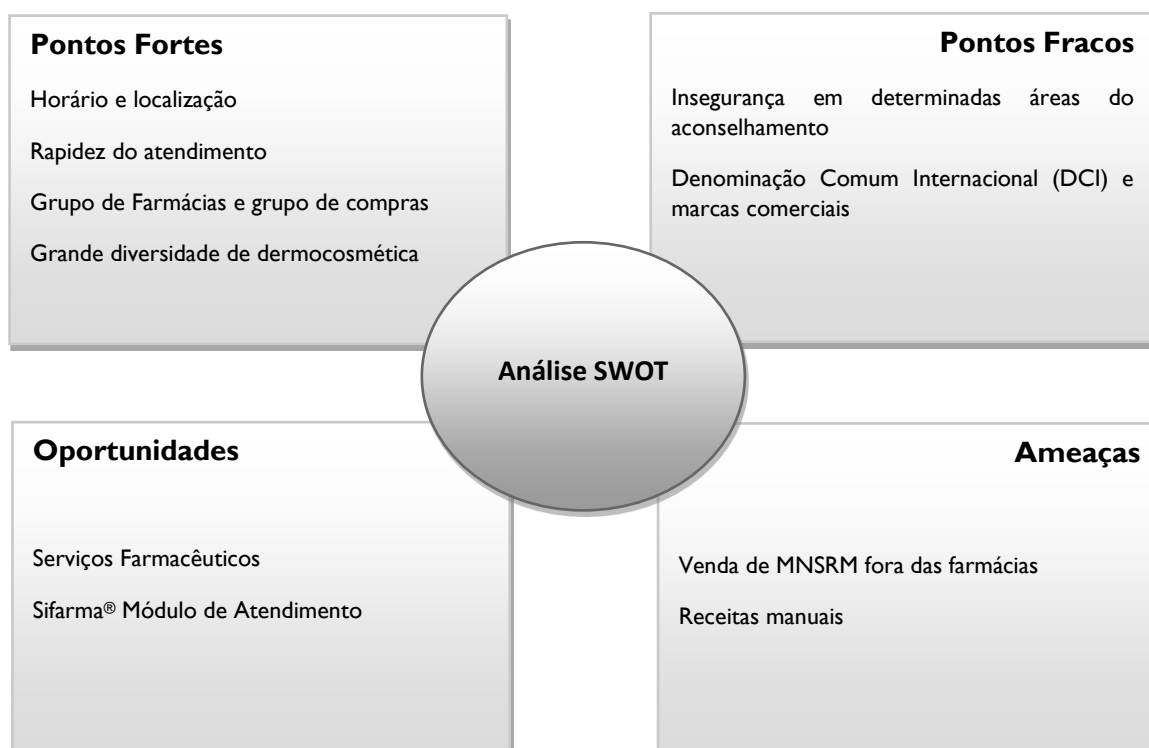 Pontos Fortes
Horário e localização
Rapidez do atendimento
Grupo de Farmácias e grupo de compras
Grande diversidade de dermocosmética
Pontos Fracos
Insegurança em determinadas áreas do
aconselhamento
Denominação Comum Internacional (DCI) e
marcas comerciais
Análise SWOT
Oportunidades
Serviços Farmacêuticos
Sifarma® Módulo de Atendimento
Ameaças
Venda de MNSRM fora das farmácias
Receitas manuais